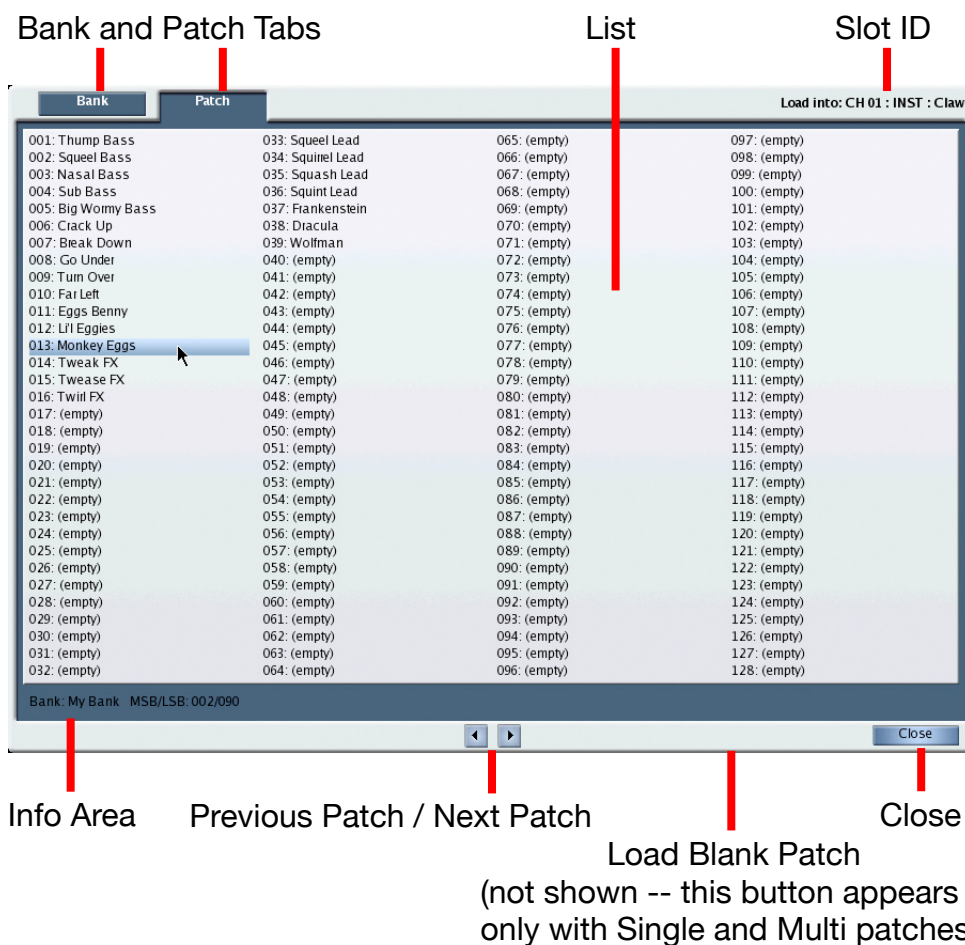 Bank and Patch Tabs
List
Slot ID
Bank
Patch
Load into: CH 01 : INST : Claw
001: Thump Bass
002: Squeel Bass
003: Nasal Bass
004: Sub Bass
005: Big Wormy Bass
006: Crack Up
007: Break Down
008: Go Under
009: Turn Over
010: Far Left
011: Eggs Benny
012: Li'l Eggies
013: Monkey Eggs
014: Tweak FX
015: Twease FX
016: Twirl FX
017: (empty)
018: (empty)
019: (empty)
020: (empty)
021: (empty)
022: (empty)
023: (empty)
024: (empty)
025: (empty)
026: (empty)
027: (empty)
028: (empty)
029: (empty)
030: (empty)
031: (empty)
032: (empty)
033: Squeel Lead
034: Squirrel Lead
035: Squash Lead
036: Squint Lead
037: Frankenstein
038: Dracula
039: Wolfman
040: (empty)
041: (empty)
042: (empty)
043: (empty)
044: (empty)
045: (empty)
046: (empty)
047: (empty)
048: (empty)
049: (empty)
050: (empty)
051: (empty)
052: (empty)
053: (empty)
054: (empty)
055: (empty)
056: (empty)
057: (empty)
058: (empty)
059: (empty)
060: (empty)
061: (empty)
062: (empty)
063: (empty)
064: (empty)
065: (empty)
066: (empty)
067: (empty)
068: (empty)
069: (empty)
070: (empty)
071: (empty)
072: (empty)
073: (empty)
074: (empty)
075: (empty)
076: (empty)
077: (empty)
078: (empty)
079: (empty)
080: (empty)
081: (empty)
082: (empty)
083: (empty)
084: (empty)
085: (empty)
086: (empty)
087: (empty)
088: (empty)
089: (empty)
090: (empty)
091: (empty)
092: (empty)
093: (empty)
094: (empty)
095: (empty)
096: (empty)
097: (empty)
098: (empty)
099: (empty)
100: (empty)
101: (empty)
102: (empty)
103: (empty)
104: (empty)
105: (empty)
106: (empty)
107: (empty)
108: (empty)
109: (empty)
110: (empty)
111: (empty)
112: (empty)
113: (empty)
114: (empty)
115: (empty)
116: (empty)
117: (empty)
118: (empty)
119: (empty)
120: (empty)
121: (empty)
122: (empty)
123: (empty)
124: (empty)
125: (empty)
126: (empty)
127: (empty)
128: (empty)
Bank: My Bank MSB/LSB: 002/090
Close
Info Area
Previous Patch / Next Patch
Close
Load Blank Patch
(not shown -- this button appears
only with Single and Multi patches